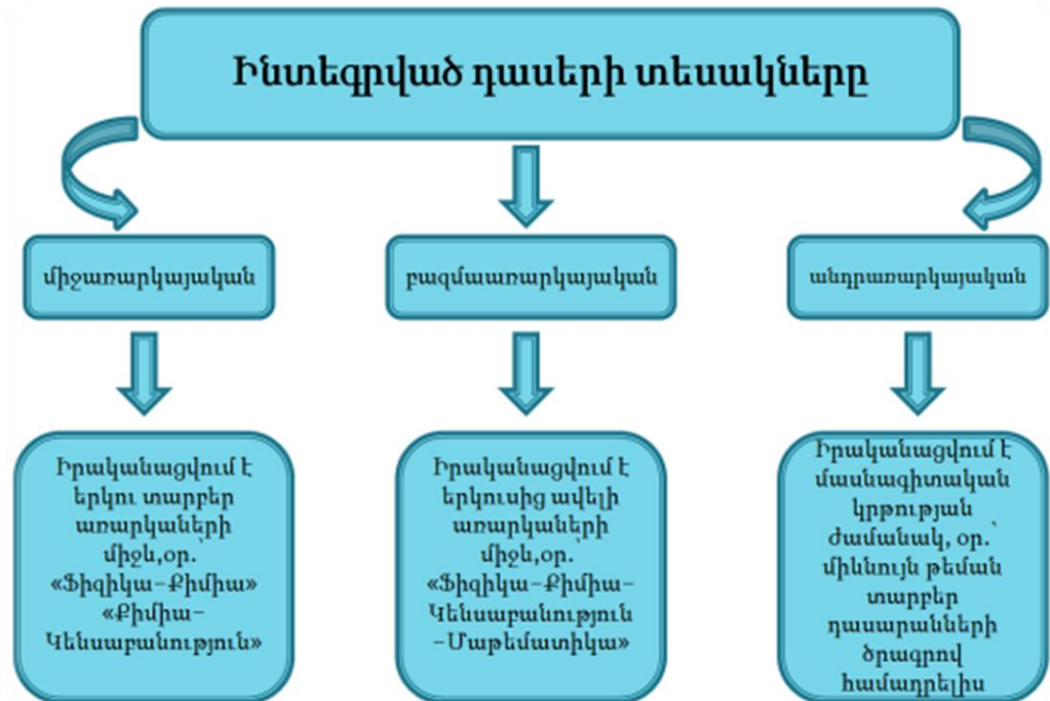 Ինտեգրված դասերի տեսակները
միջառարկայական
բազմաառարկայական
անդրառարկայական
Իրականացվում է
երկու տարբեր
առարկաների
միջև,օր.՝
«Ֆիզիկա-Քիմիա»
«Քիմիա-
Կենսաբանություն»
Իրականացվում է
երկուսից ավելի
առարկաների
միջև,օր.՝
«Ֆիզիկա-Քիմիա-
Կենսաբանություն
-Մաթեմատիկա»
Իրականացվում է
մասնագիտական
կրթության
ժամանակ, օր.՝
միևնույն թեման
տարբեր
դասարանների
ծրագրով
համադրելիս